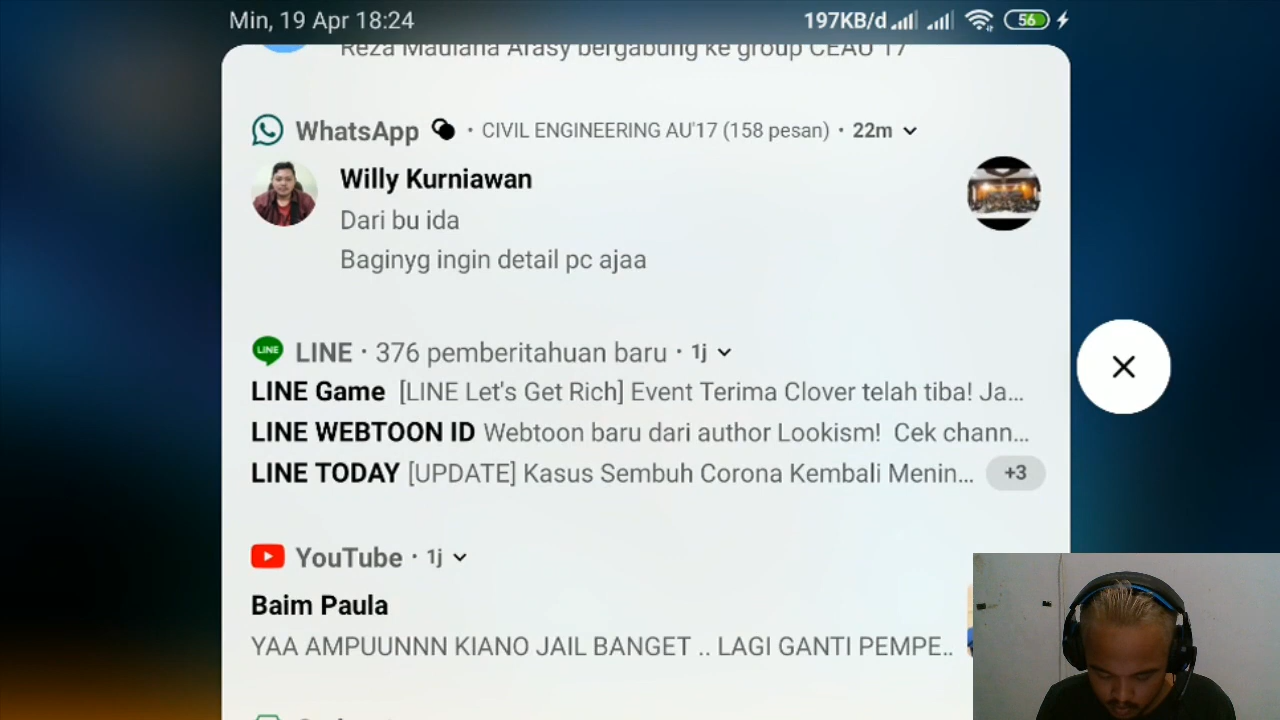 Min, 19 Apr 18:24 197KB/d 56
Reza Maulana Arasy bergabung ke group CEAU 17
WhatsApp • CIVIL ENGINEERING AU'17 (158 pesan) • 22m
Willy Kurniawan
Dari bu ida
Baginyg ingin detail pc ajaa
LINE LINE • 376 pemberitahuan baru • 1j
LINE Game [LINE Let's Get Rich] Event Terima Clover telah tiba! Ja...
LINE WEBTOON ID Webtoon baru dari author Lookism! Cek chann...
LINE TODAY [UPDATE] Kasus Sembuh Corona Kembali Menin... +3
YouTube • 1j
Baim Paula
YAA AMPUUNNN KIANO JAIL BANGET .. LAGI GANTI PEMPE..